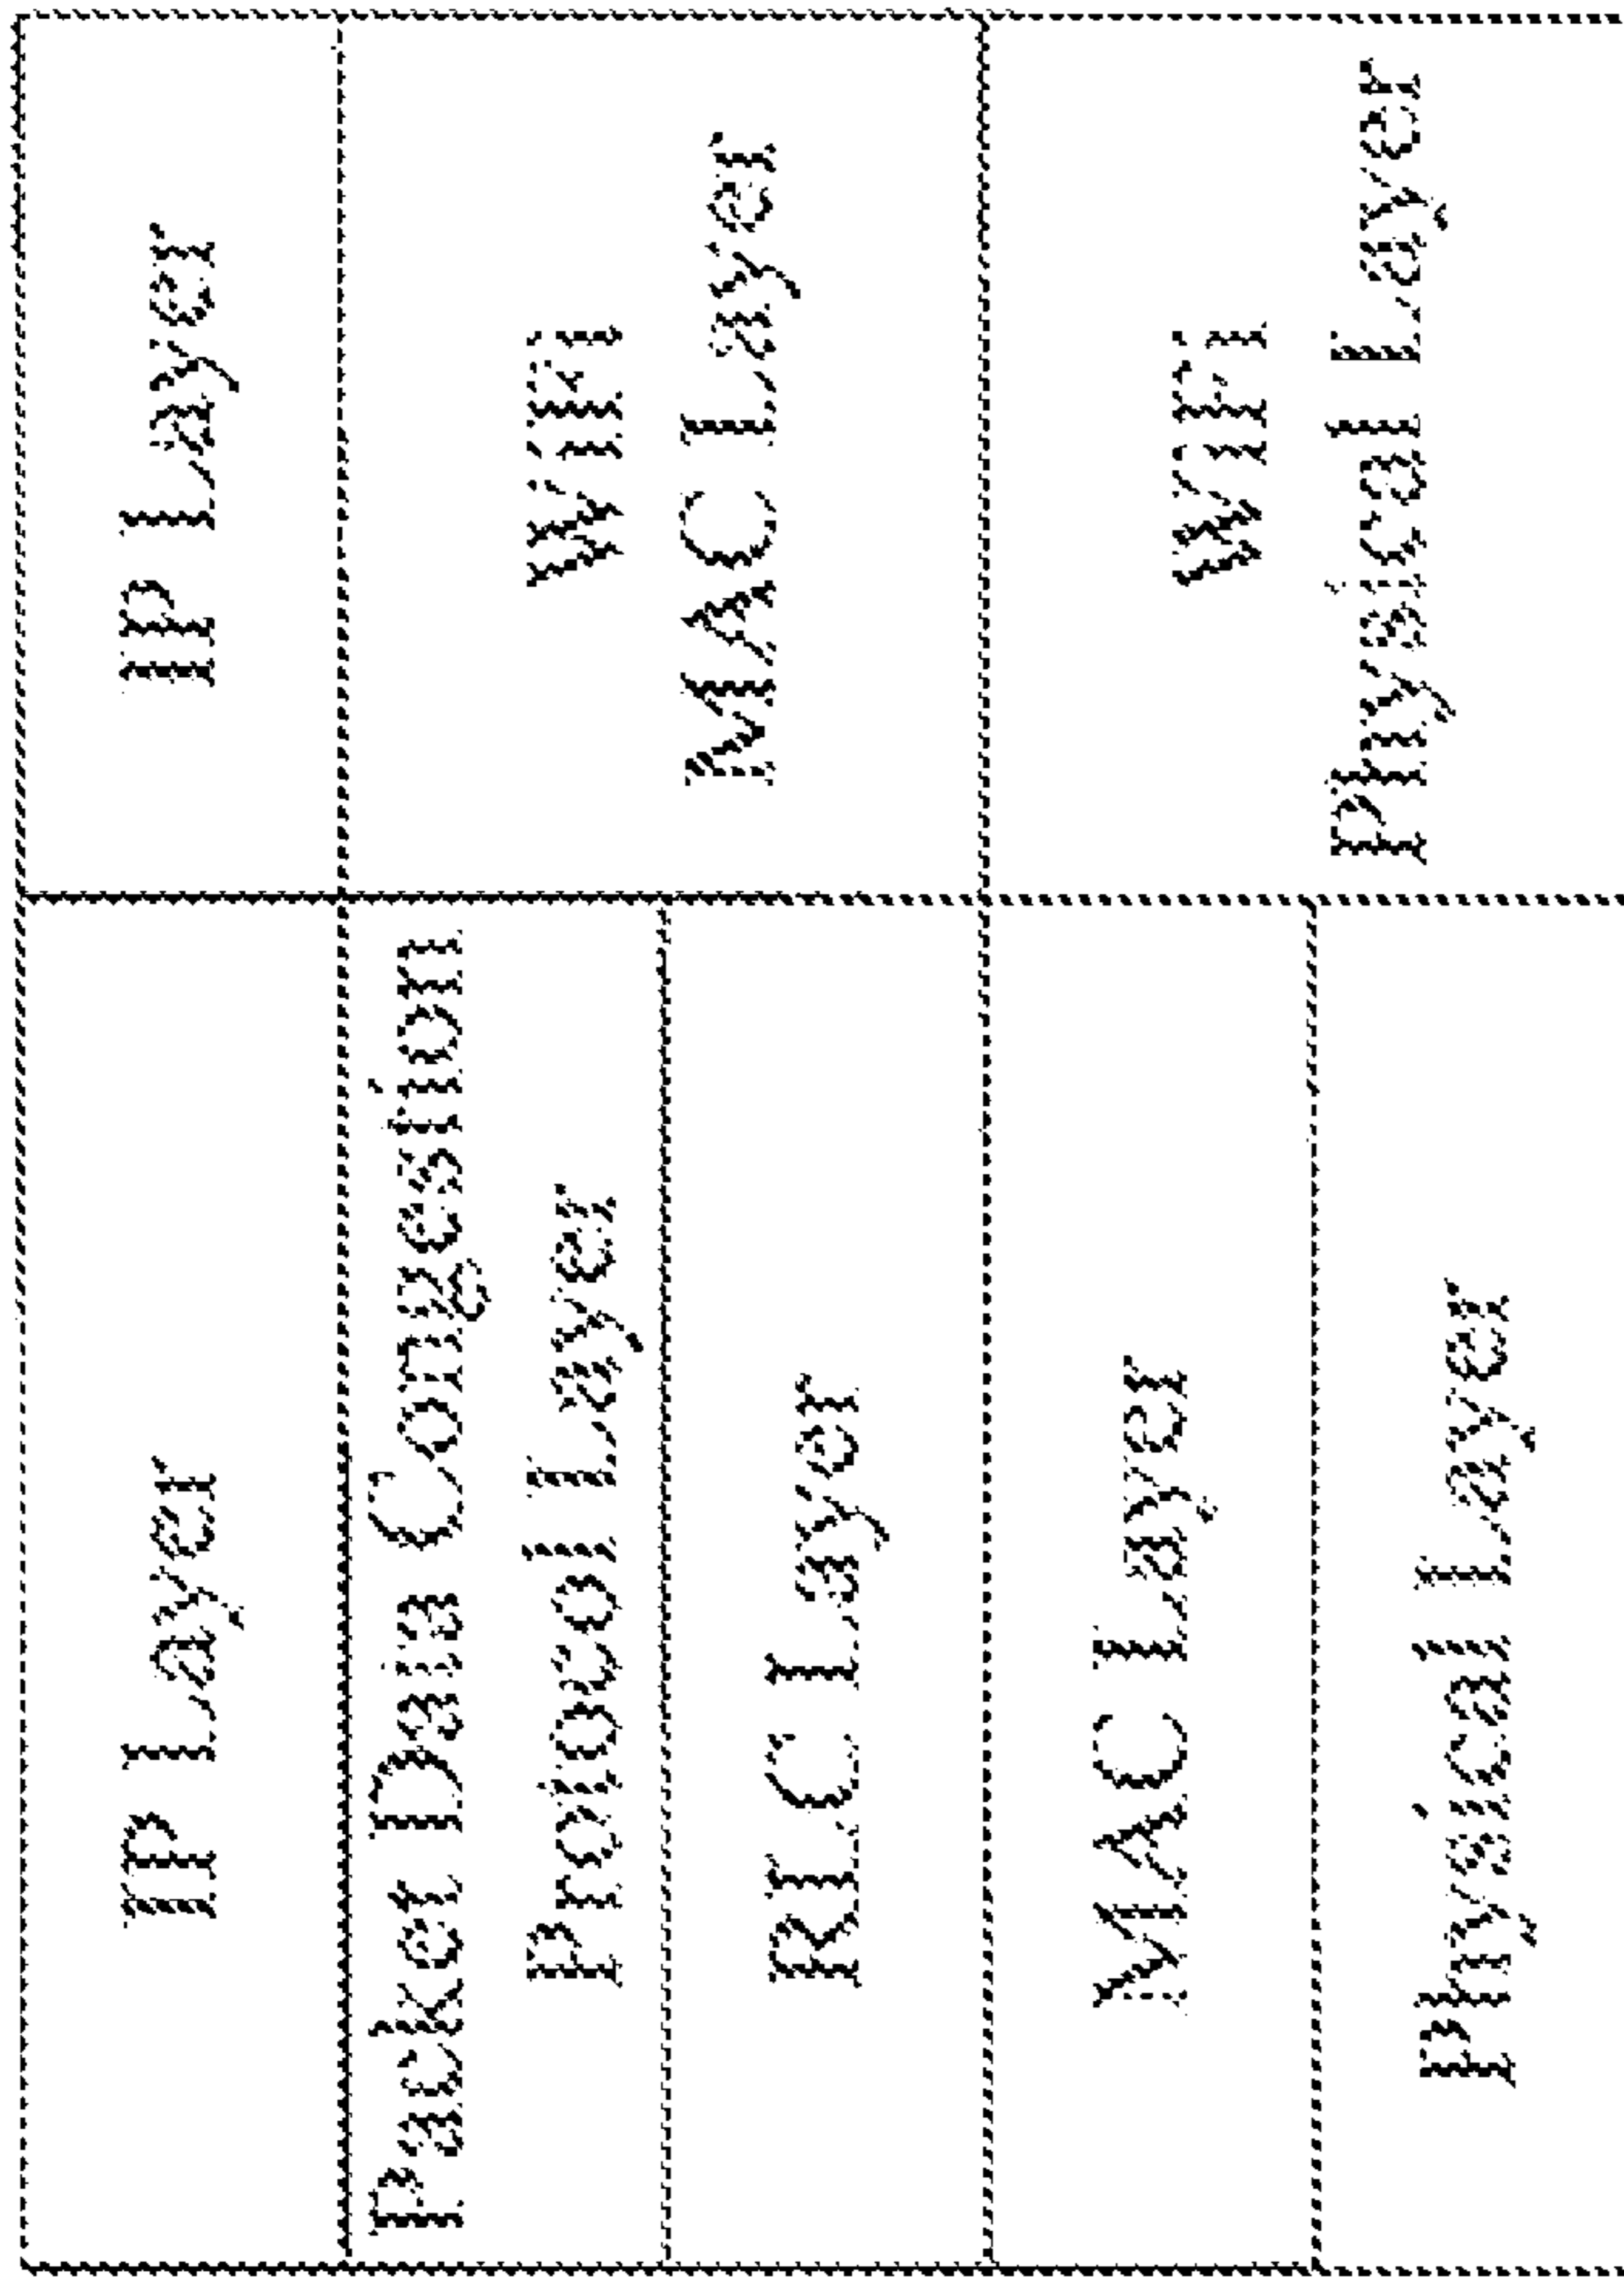 IP Layer
Packet Data Congestion
Protocol Layer
RLC Layer
MAC Layer
Physical Layer
IP Layer
WiFi
MAC Layer
WiFi
Physical Layer